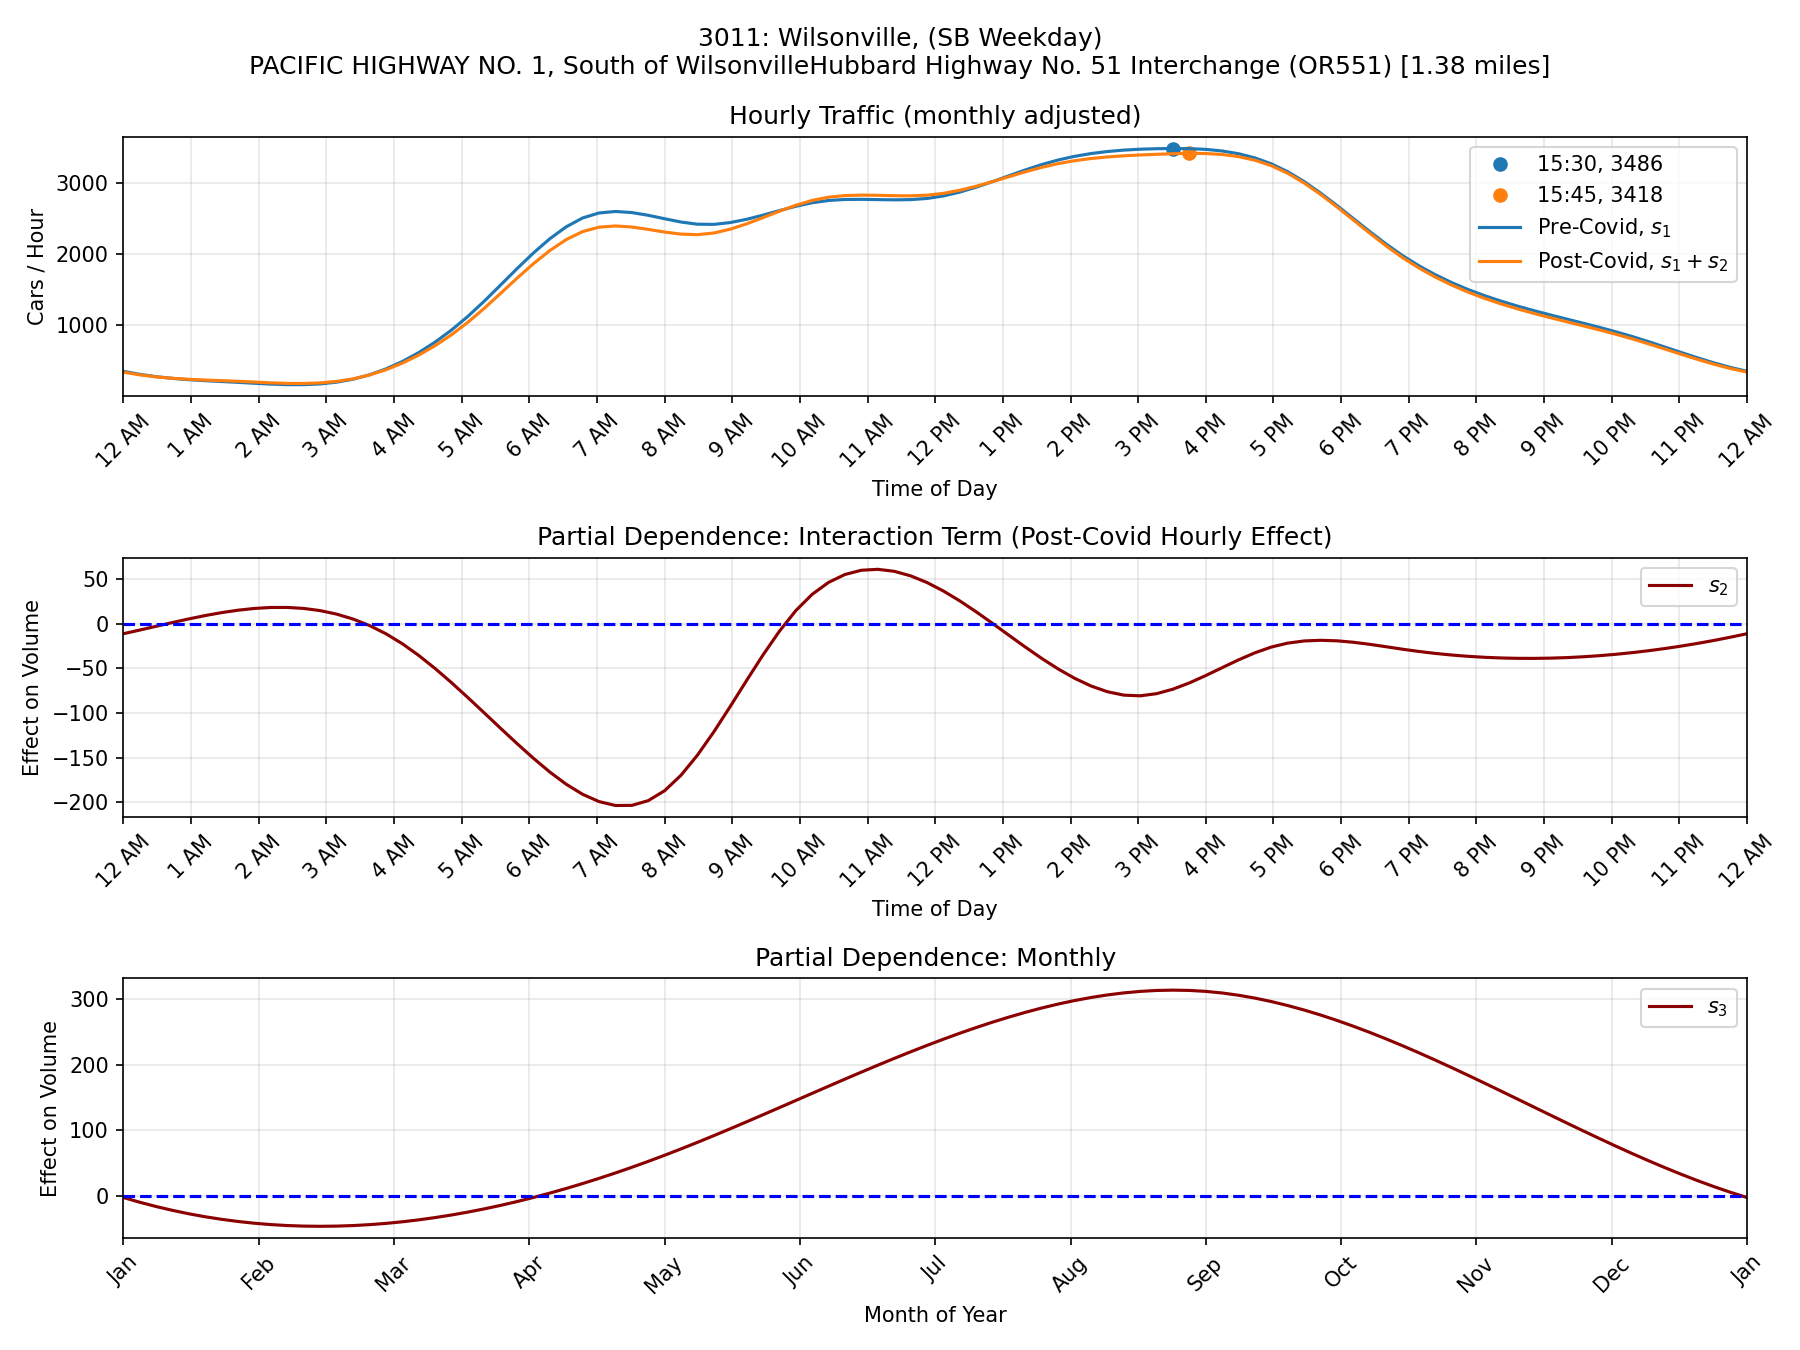 3011: Wilsonville, (SB Weekday)
PACIFIC HIGHWAY NO. 1, South of WilsonvilleHubbard Highway No. 51 Interchange (OR551) [1.38 miles]
Hourly Traffic (monthly adjusted)
Cars / Hour
3000
2000
1000
15:30, 3486
15:45, 3418
Pre-Covid, s₁
Post-Covid, s₁ + s₂
12 AM 1 AM 2 AM 3 AM 4 AM 5 AM 6 AM 7 AM 8 AM 9 AM 10 AM 11 AM 12 PM 1 PM 2 PM 3 PM 4 PM 5 PM 6 PM 7 PM 8 PM 9 PM 10 PM 11 PM 12 AM
Time of Day
Partial Dependence: Interaction Term (Post-Covid Hourly Effect)
Effect on Volume
50
0
−50
−100
−150
−200
s₂
12 AM 1 AM 2 AM 3 AM 4 AM 5 AM 6 AM 7 AM 8 AM 9 AM 10 AM 11 AM 12 PM 1 PM 2 PM 3 PM 4 PM 5 PM 6 PM 7 PM 8 PM 9 PM 10 PM 11 PM 12 AM
Time of Day
Partial Dependence: Monthly
Effect on Volume
300
200
100
0
s₃
Jan Feb Mar Apr May Jun Jul Aug Sep Oct Nov Dec Jan
Month of Year